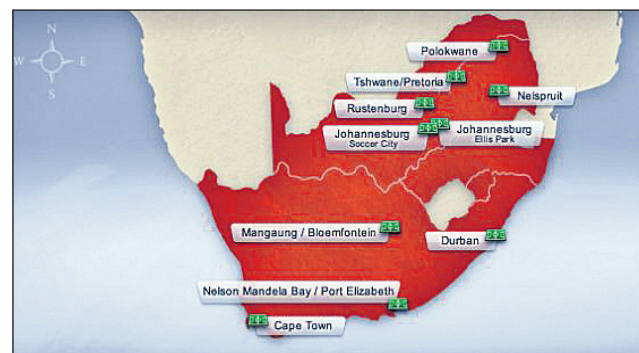 N
W E
S
Polokwane
Tshwane/Pretoria
Nelspruit
Rustenburg
Johannesburg
Soccer City
Johannesburg
Ellis Park
Mangaung / Bloemfontein
Durban
Nelson Mandela Bay / Port Elizabeth
Cape Town